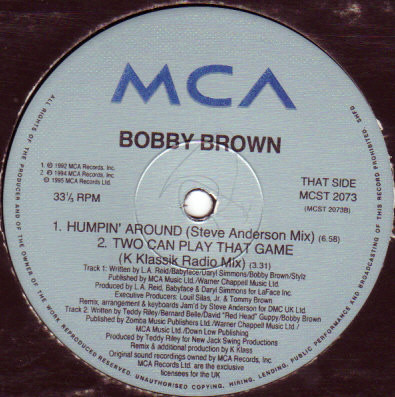 MCA
BOBBY BROWN
1. ℗ 1992 MCA Records, Inc.
2. ℗ 1994 MCA Records, Inc.
© 1995 MCA Records Ltd.
33⅓ RPM
THAT SIDE
MCST 2073
(MCST 2073B)
1. HUMPIN' AROUND (Steve Anderson Mix) (6.58)
2. TWO CAN PLAY THAT GAME
(K Klassik Radio Mix) (3.31)
Track 1: Written by L.A. Reid/Babyface/Daryl Simmons/Bobby Brown/Stylz
Published by MCA Music Ltd./Warner Chappell Music Ltd.
Produced by L.A. Reid, Babyface & Daryl Simmons for LaFace Inc.
Executive Producers: Louil Silas, Jr. & Tommy Brown
Remix, arrangement & keyboards Jam'd by Steve Anderson for DMC UK Ltd.
Track 2: Written by Teddy Riley/Bernard Belle/David "Red Head" Guppy/Bobby Brown
Published by Zomba Music Publishers Ltd./Warner Chappell Music Ltd./
MCA Music Ltd./Down Low Publishing
Produced by Teddy Riley for New Jack Swing Productions
Remix & additional production by K Klass
Original sound recordings owned by MCA Records, Inc.
MCA Records Ltd. are the exclusive
licensees for the UK
ALL RIGHTS OF THE PRODUCER AND OF THE OWNER OF THE WORK REPRODUCED RESERVED. UNAUTHORISED COPYING, HIRING, LENDING, PUBLIC PERFORMANCE AND BROADCASTING OF THIS RECORD PROHIBITED.